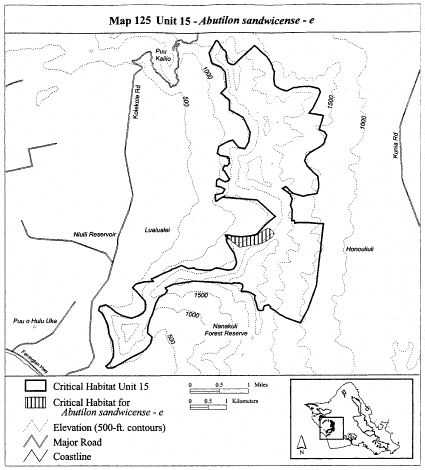 Map 125 Unit 15 - Abutilon sandwicense - e
Puu
Kailio
Kolekole Rd
1000
500
1500
1000
Kunia Rd
Niulii Reservoir
Lualualei
Honouliuli
1500
1000
500
Nanakuli
Forest Reserve
Puu o Hulu Uka
Farrington Hwy
Critical Habitat Unit 15
Critical Habitat for
Abutilon sandwicense - e
Elevation (500-ft. contours)
Major Road
Coastline
0 0.5 1 Miles
0 0.5 1 Kilometers
N